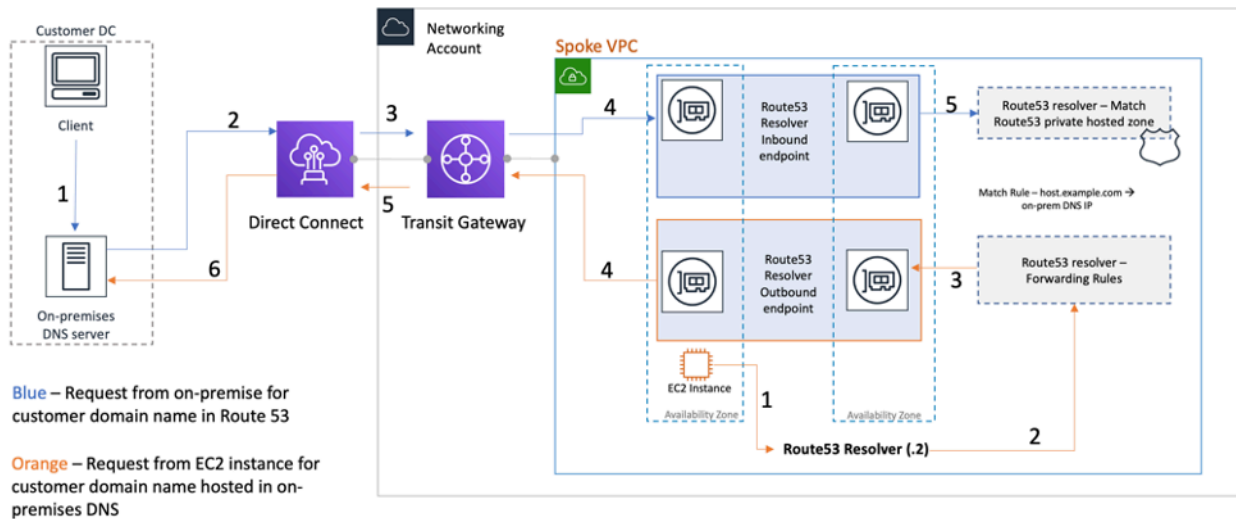 Customer DC
Client
1
On-premises
DNS server
2
6
Direct Connect
3
5
Transit Gateway
Networking
Account
Spoke VPC
4
4
Route53
Resolver
Inbound
endpoint
5
Route53 resolver – Match
Route53 private hosted zone
Match Rule – host.example.com →
on-prem DNS IP
Route53
Resolver
Outbound
endpoint
3
Route53 resolver –
Forwarding Rules
EC2 Instance
1
Availability Zone
Availability Zone
Route53 Resolver (.2)
2
Blue – Request from on-premise for
customer domain name in Route 53
Orange – Request from EC2 instance for
customer domain name hosted in on-
premises DNS